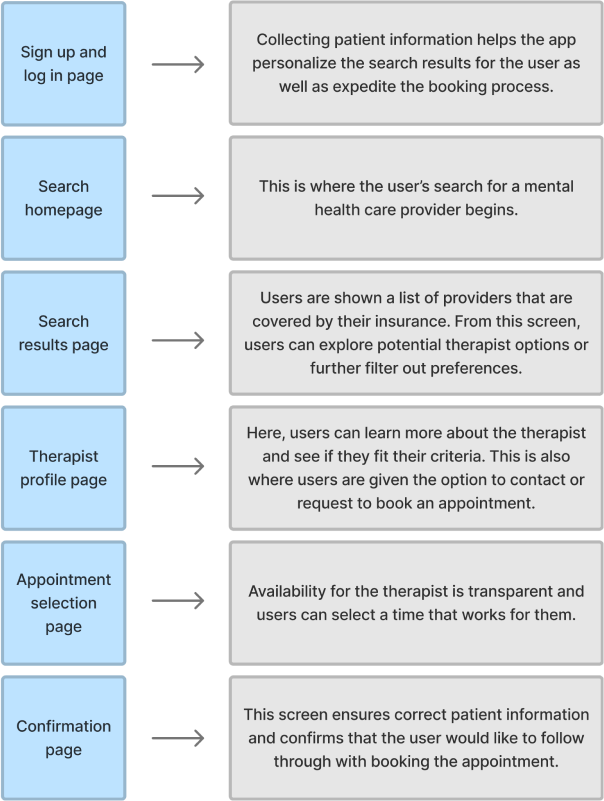 Sign up and
log in page
Collecting patient information helps the app
personalize the search results for the user as
well as expedite the booking process.
Search
homepage
This is where the user’s search for a mental
health care provider begins.
Search
results page
Users are shown a list of providers that are
covered by their insurance. From this screen,
users can explore potential therapist options or
further filter out preferences.
Therapist
profile page
Here, users can learn more about the therapist
and see if they fit their criteria. This is also
where users are given the option to contact or
request to book an appointment.
Appointment
selection
page
Availability for the therapist is transparent and
users can select a time that works for them.
Confirmation
page
This screen ensures correct patient information
and confirms that the user would like to follow
through with booking the appointment.